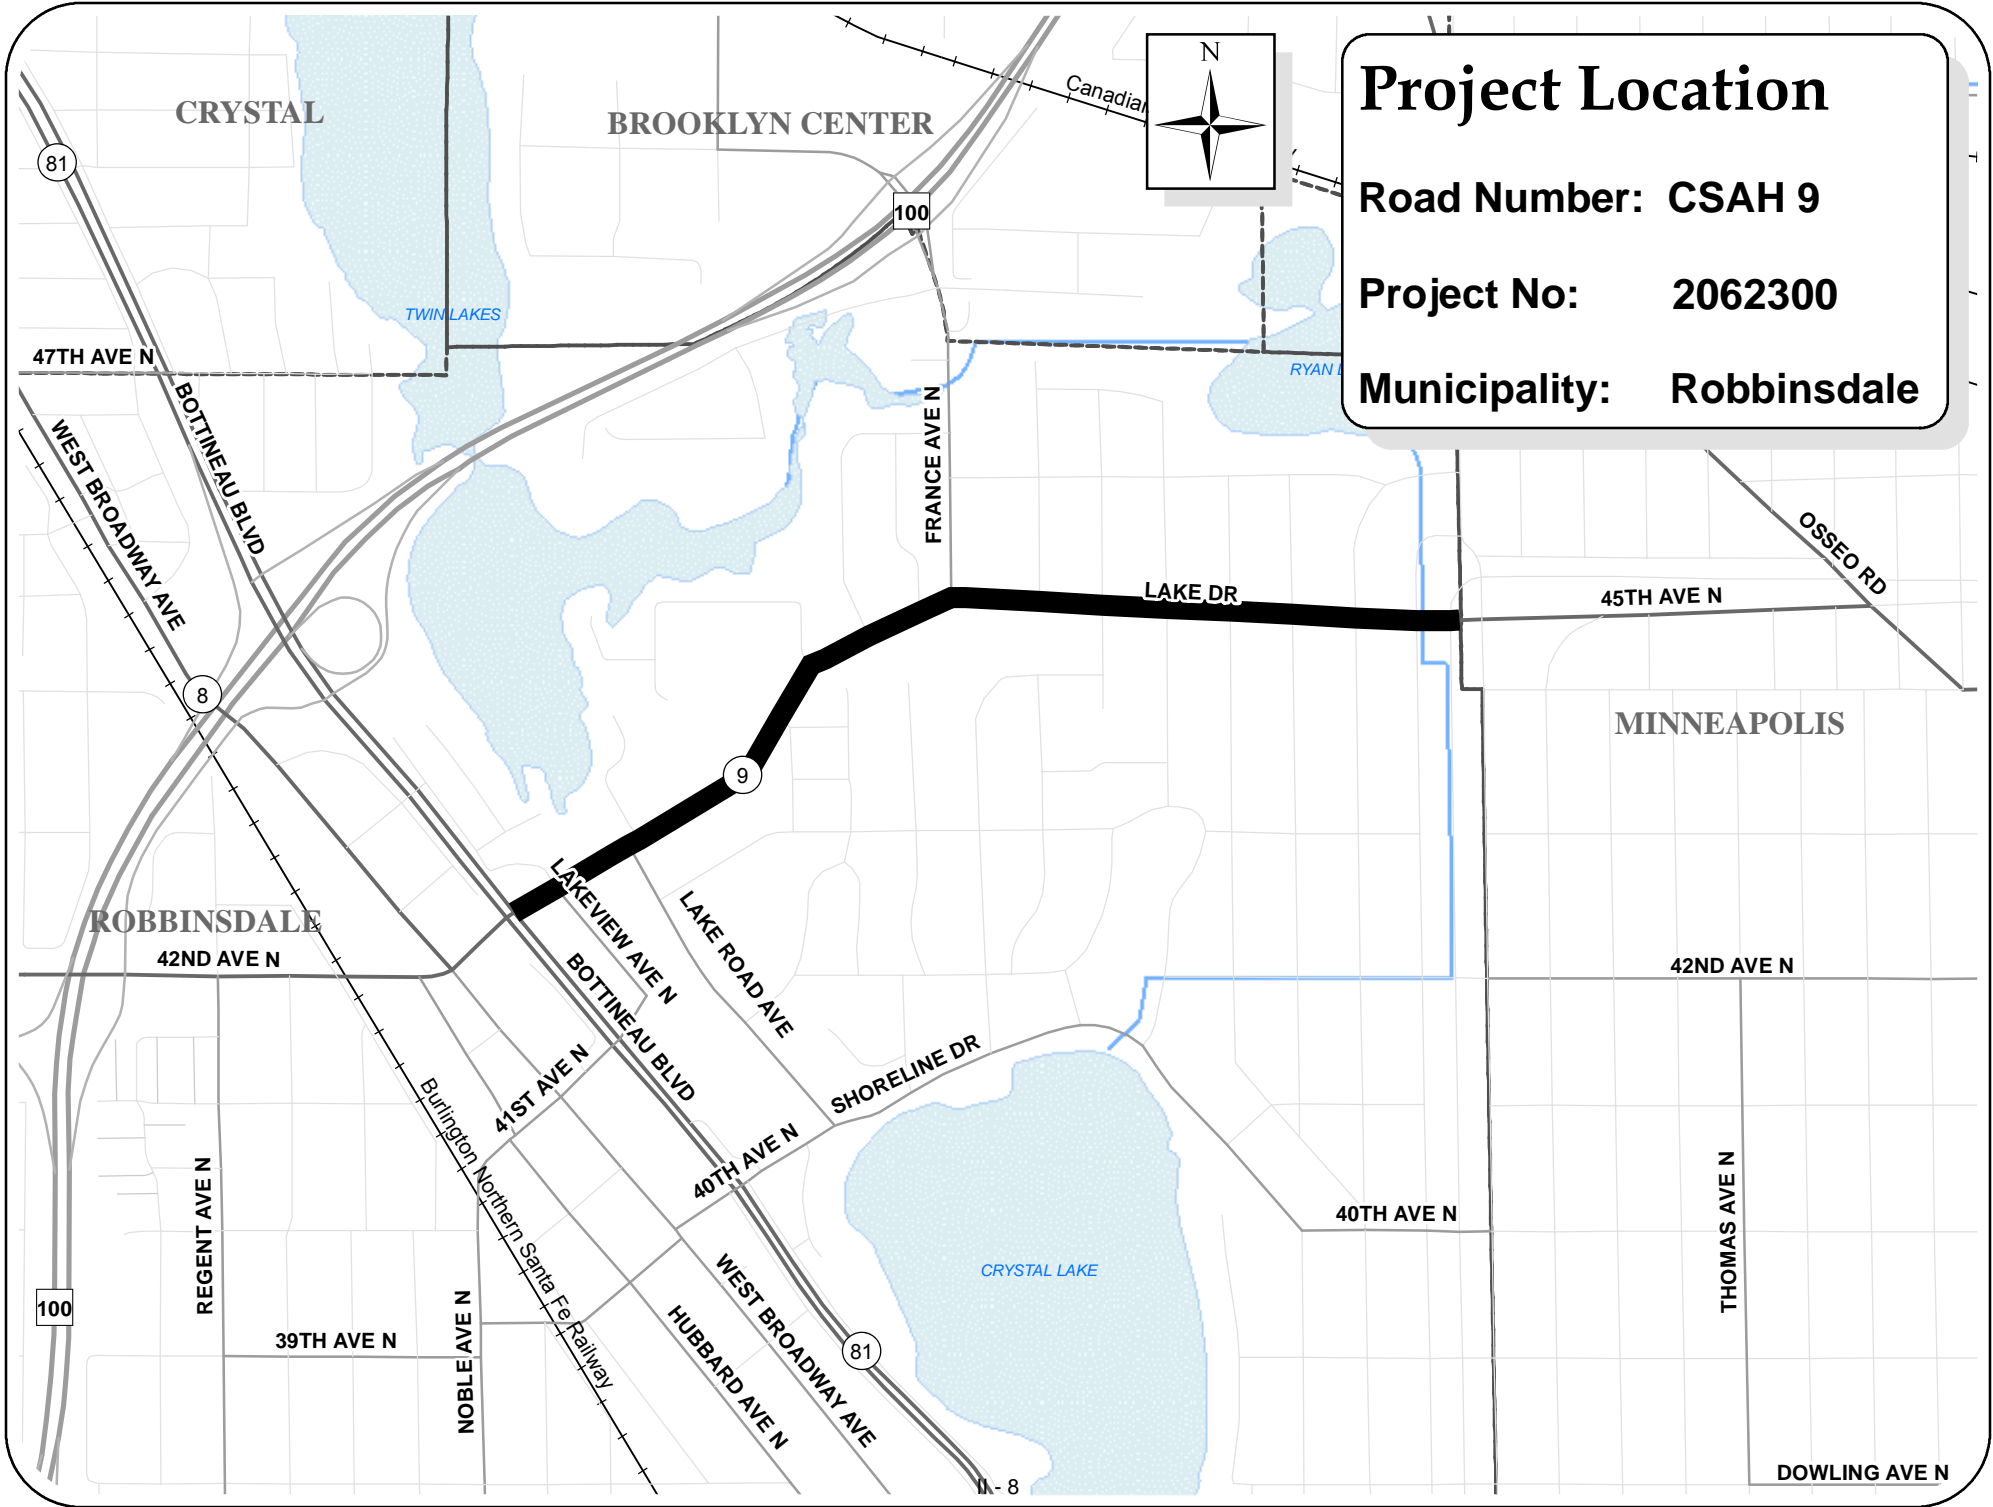 Project Location
Road Number: CSAH 9
Project No: 2062300
Municipality: Robbinsdale
N
Canadian
CRYSTAL
BROOKLYN CENTER
81
100
TWIN LAKES
47TH AVE N
RYAN
BOTTINEAU BLVD
WEST BROADWAY AVE
FRANCE AVE N
OSSEO RD
LAKE DR
45TH AVE N
8
MINNEAPOLIS
9
LAKEVIEW AVE N
LAKE ROAD AVE
ROBBINSDALE
42ND AVE N
42ND AVE N
BOTTINEAU BLVD
41ST AVE N
SHORELINE DR
40TH AVE N
Burlington Northern Santa Fe Railway
REGENT AVE N
THOMAS AVE N
40TH AVE N
CRYSTAL LAKE
100
39TH AVE N
NOBLE AVE N
HUBBARD AVE N
WEST BROADWAY AVE
81
DOWLING AVE N
II - 8